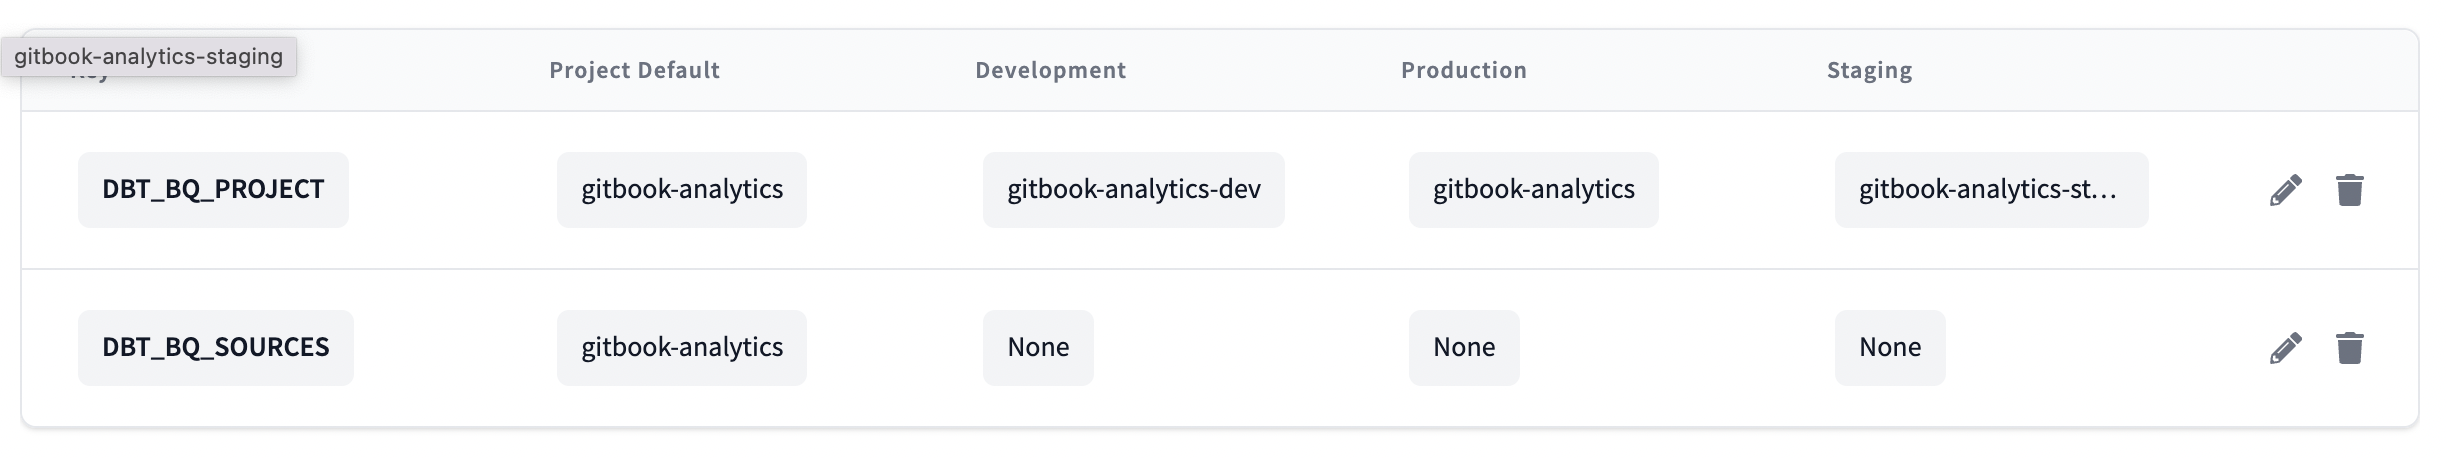 gitbook-analytics-staging
Key Project Default Development Production Staging
DBT_BQ_PROJECT gitbook-analytics gitbook-analytics-dev gitbook-analytics gitbook-analytics-st...
DBT_BQ_SOURCES gitbook-analytics None None None